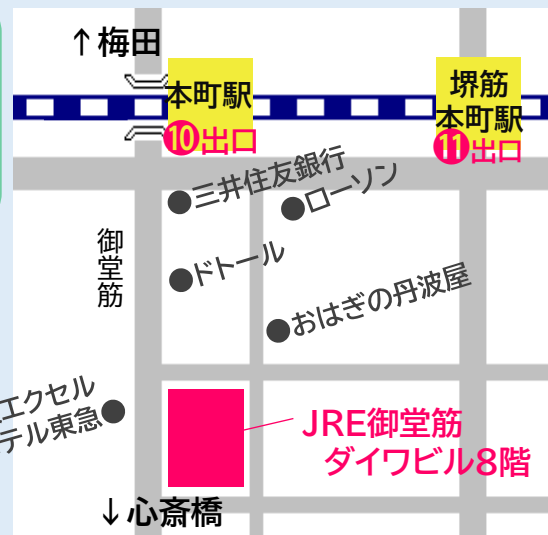 ↑梅田
本町駅
⑩出口
堺筋
本町駅
⑪出口
三井住友銀行
ローソン
御堂筋
ドトール
おはぎの丹波屋
エクセル
テル東急
JRE御堂筋
ダイワビル8階
↓心斎橋